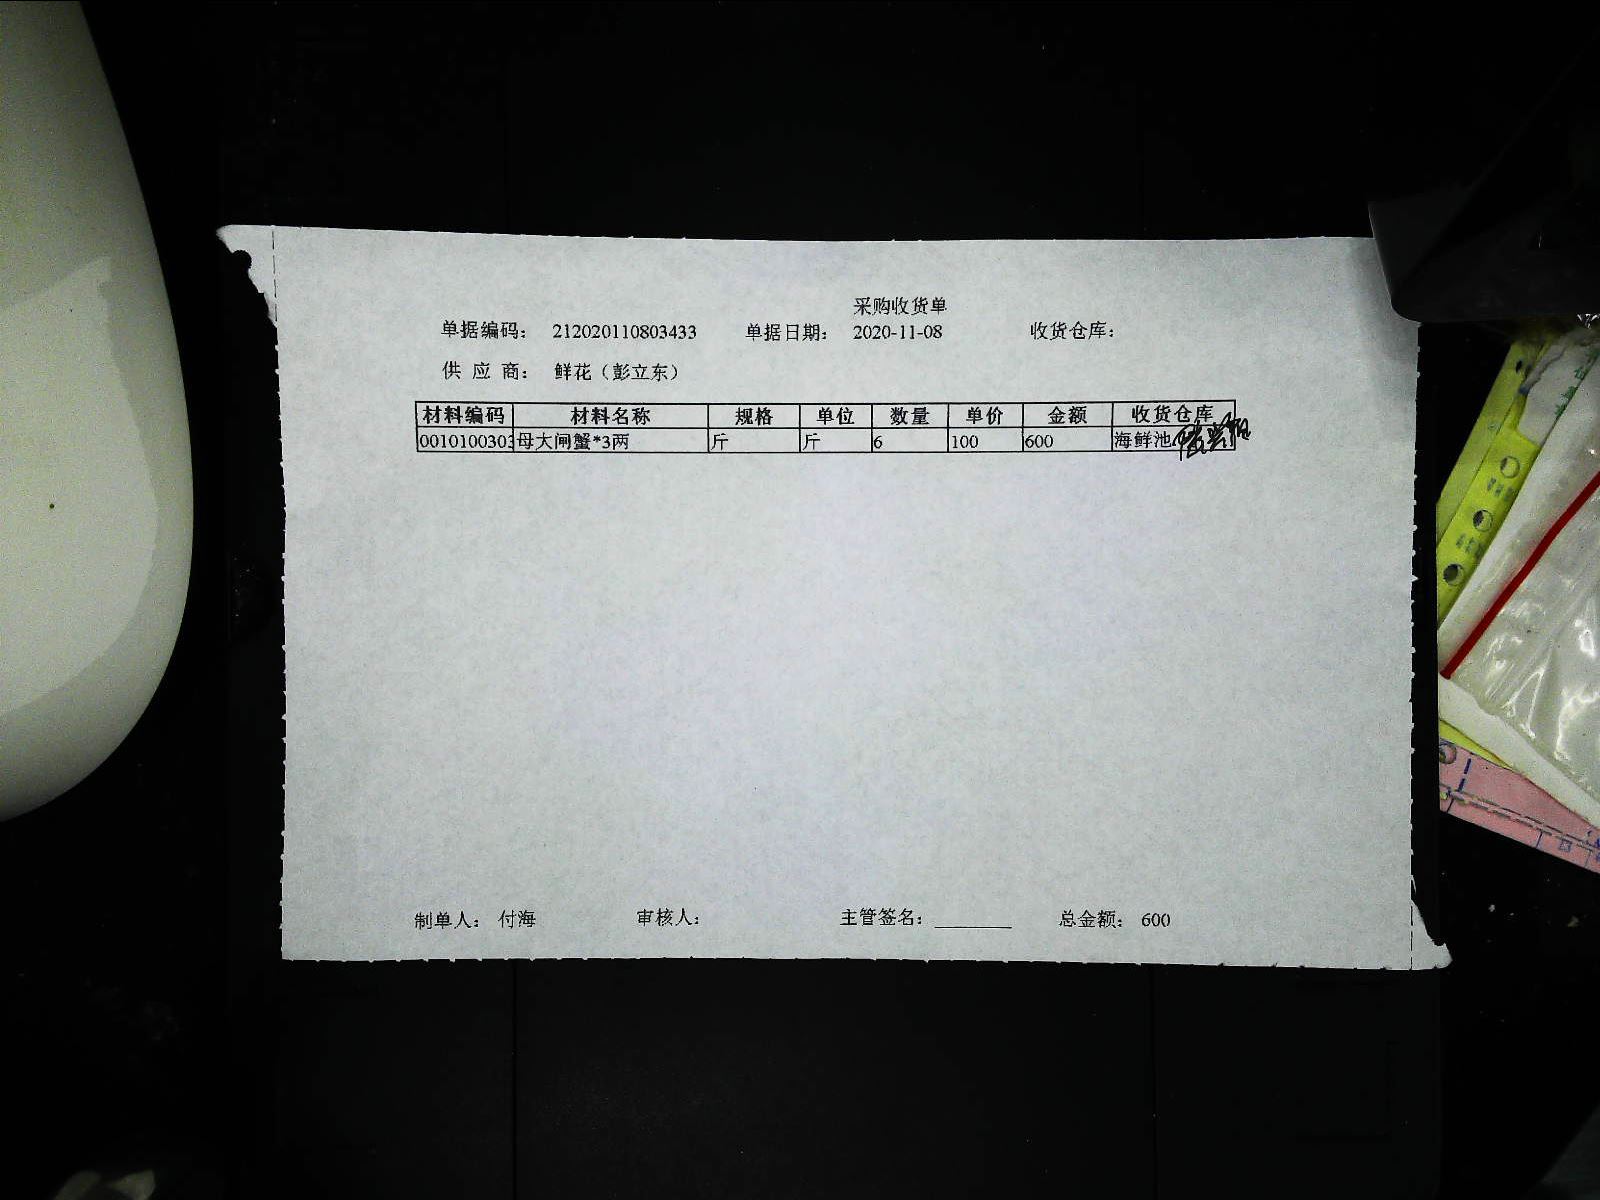 采购收货单
单据编码： 212020110803433 单据日期： 2020-11-08 收货仓库：
供 应 商： 鲜花（彭立东）
材料编码 材料名称 规格 单位 数量 单价 金额 收货仓库
0010100303 母大闸蟹*3两 斤 斤 6 100 600 海鲜池
制单人： 付海 审核人： 主管签名：________ 总金额： 600